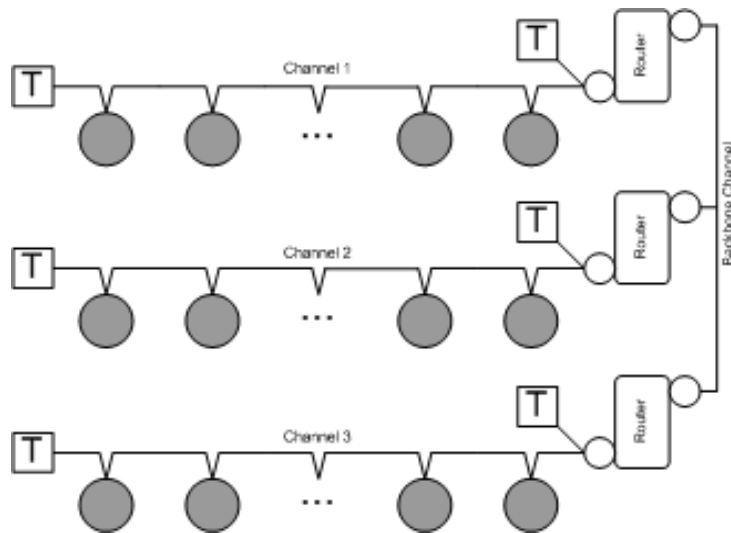 T
Router
T
Channel 1
...
Backbone Channel
T
Router
T
Channel 2
...
T
Router
T
Channel 3
...